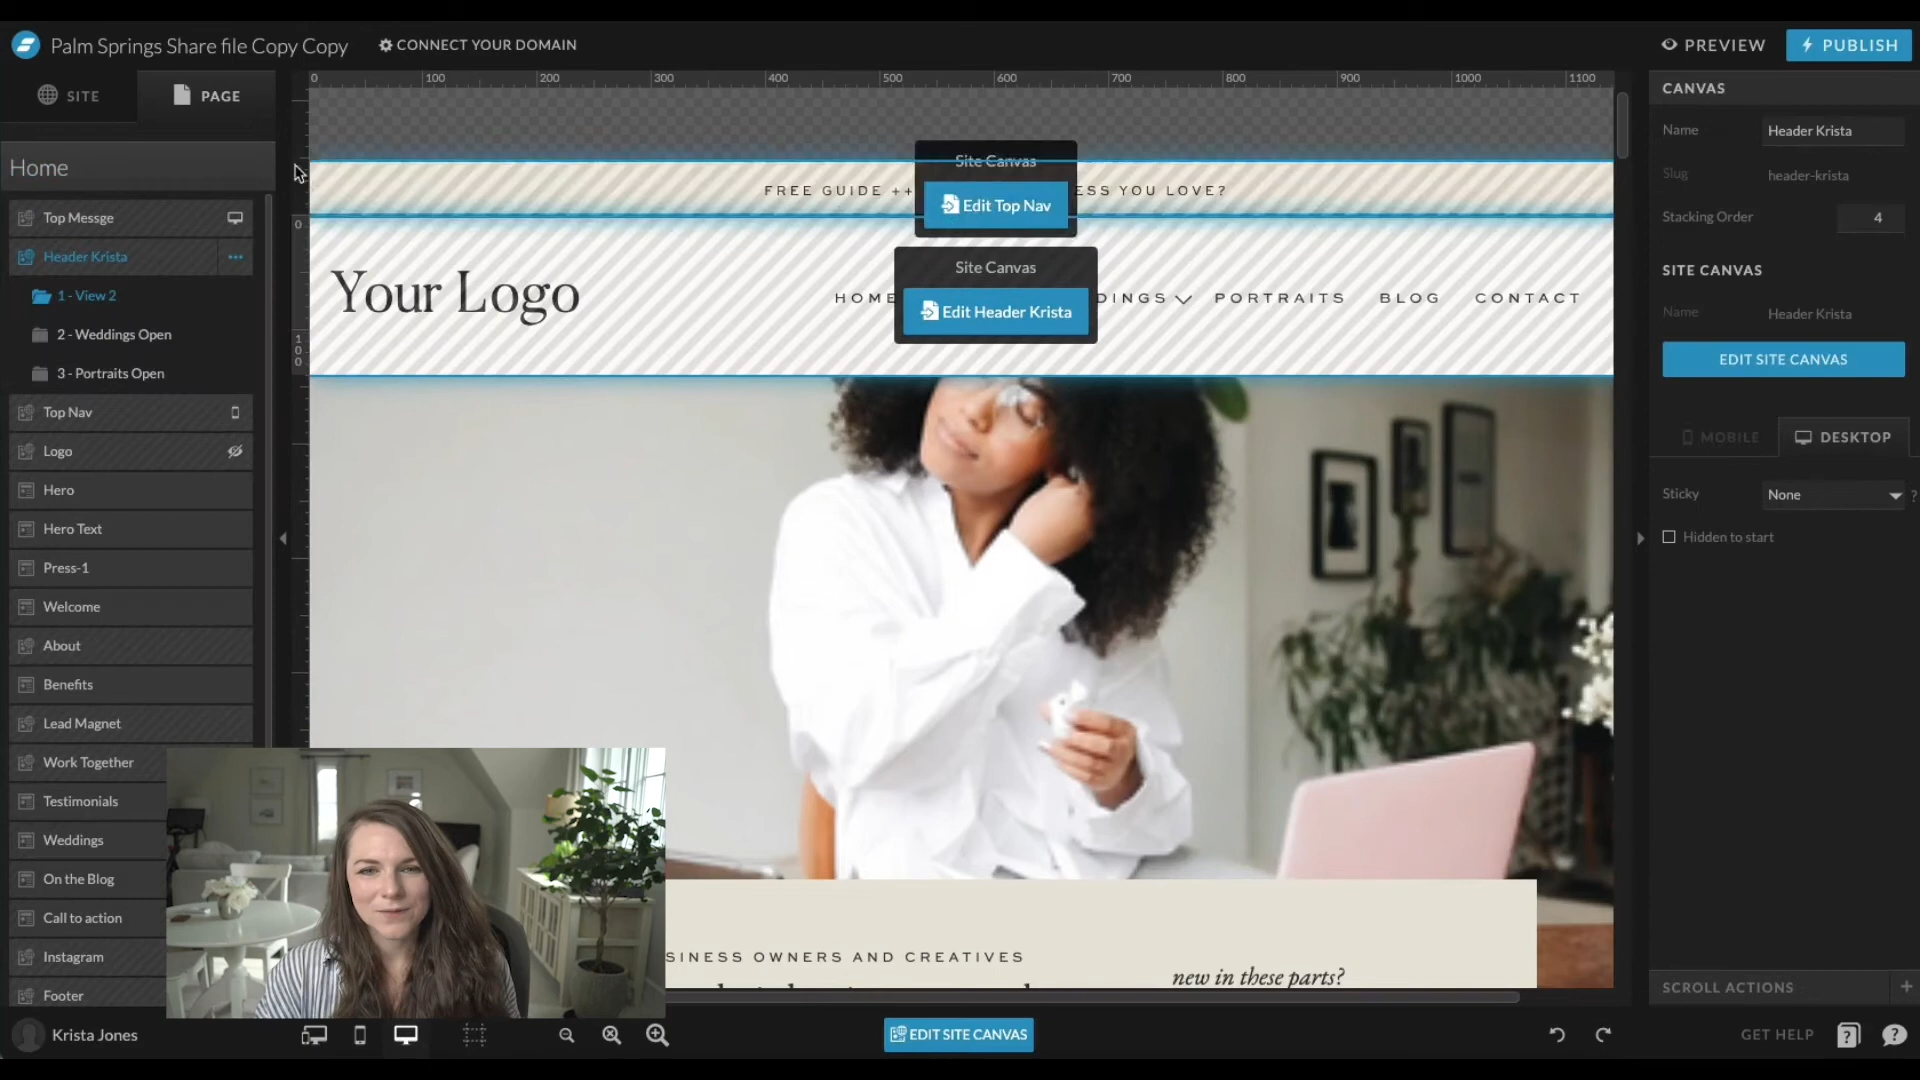 Palm Springs Share file Copy Copy
CONNECT YOUR DOMAIN
PREVIEW
PUBLISH
SITE
PAGE
0 100 200 300 400 500 600 700 800 900 1000 1100
CANVAS
Name
Header Krista
Slug
header-krista
Stacking Order
4
SITE CANVAS
Name
Header Krista
EDIT SITE CANVAS
MOBILE
DESKTOP
Sticky
None
?
Hidden to start
SCROLL ACTIONS
+
Home
Top Messge
Header Krista
1 - View 2
2 - Weddings Open
3 - Portraits Open
Top Nav
Logo
Hero
Hero Text
Press-1
Welcome
About
Benefits
Lead Magnet
Work Together
Testimonials
Weddings
On the Blog
Call to action
Instagram
Footer
0
100
Site Canvas
FREE GUIDE ++
ESS YOU LOVE?
Edit Top Nav
Site Canvas
Your Logo
HOME
DINGS
PORTRAITS
BLOG
CONTACT
Edit Header Krista
SINESS OWNERS AND CREATIVES
new in these parts?
Krista Jones
EDIT SITE CANVAS
GET HELP